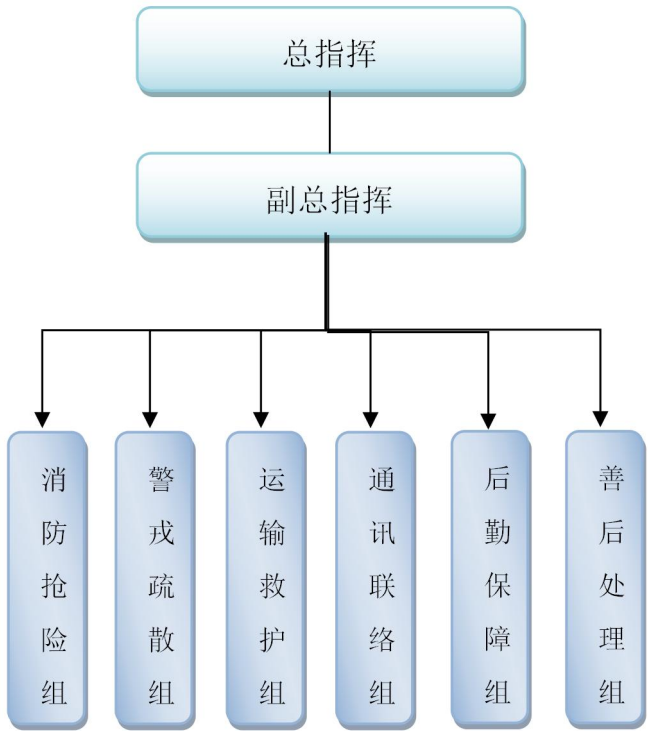 总指挥
副总指挥
消防抢险组
警戎疏散组
运输救护组
通讯联络组
后勤保障组
善后处理组